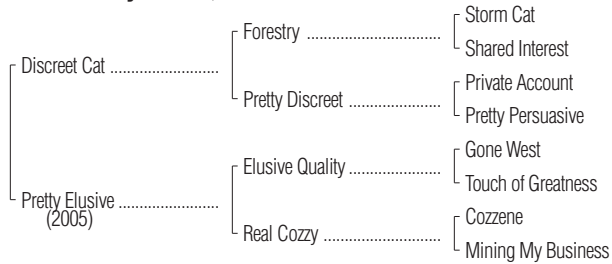 Storm Cat
Forestry ..............................
Shared Interest
Discreet Cat ........................
Private Account
Pretty Discreet .....................
Pretty Persuasive
Gone West
Elusive Quality .....................
Touch of Greatness
Pretty Elusive ......................
(2005)
Cozzene
Real Cozzy ..........................
Mining My Business